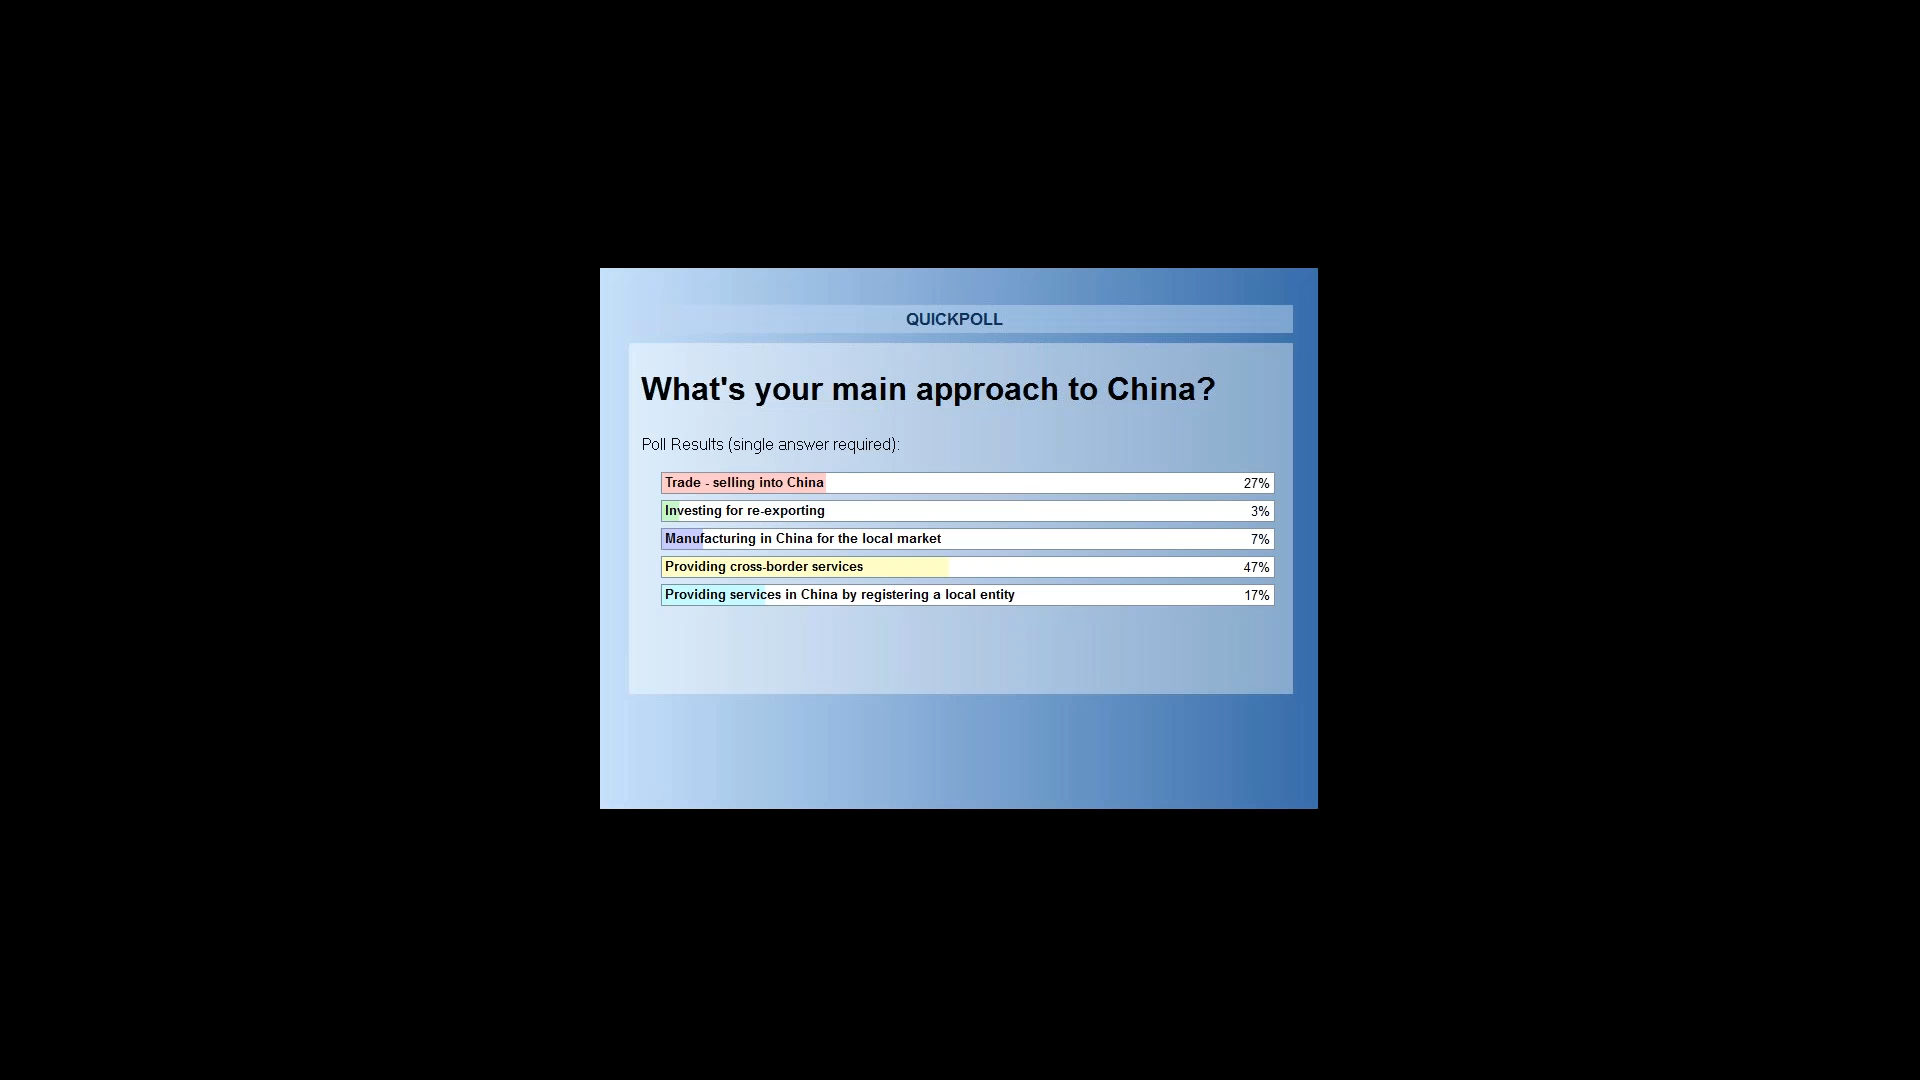 QUICKPOLL
What's your main approach to China?
Poll Results (single answer required):
Trade - selling into China 27%
Investing for re-exporting 3%
Manufacturing in China for the local market 7%
Providing cross-border services 47%
Providing services in China by registering a local entity 17%